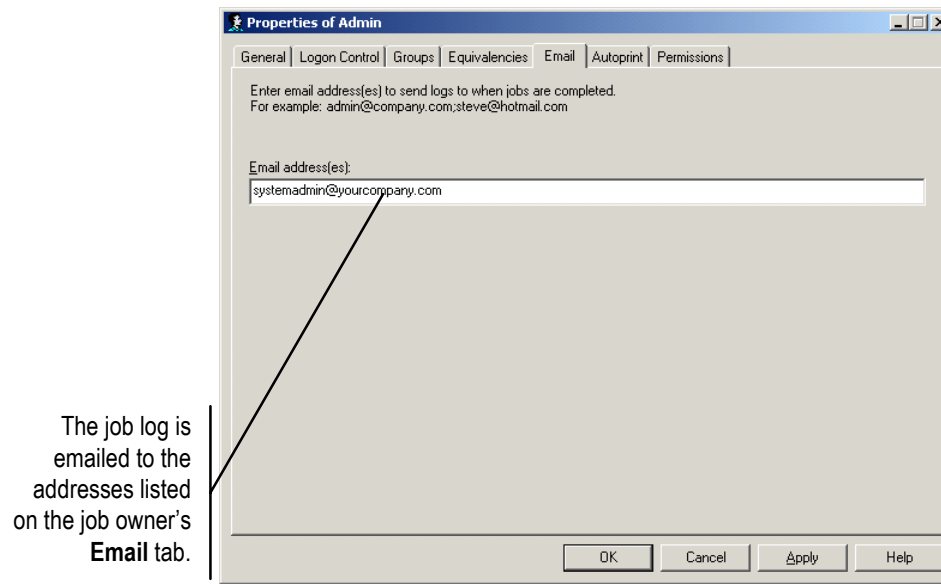 Properties of Admin
General Logon Control Groups Equivalencies Email Autoprint Permissions
Enter email address(es) to send logs to when jobs are completed.
For example: admin@company.com;steve@hotmail.com
Email address(es):
systemadmin@yourcompany.com
The job log is
emailed to the
addresses listed
on the job owner's
Email tab.
OK Cancel Apply Help